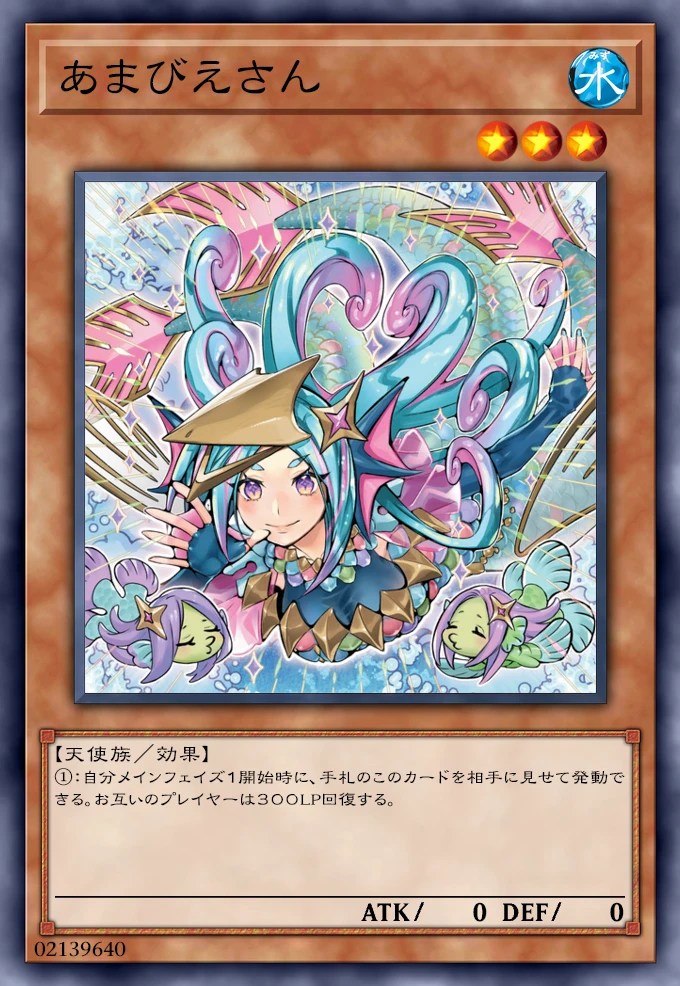 あまびえさん
みず
水
【天使族／効果】
①：自分メインフェイズ１開始時に、手札のこのカードを相手に見せて発動で
きる。お互いのプレイヤーは３００LP回復する。
ATK/ 0 DEF/ 0
02139640